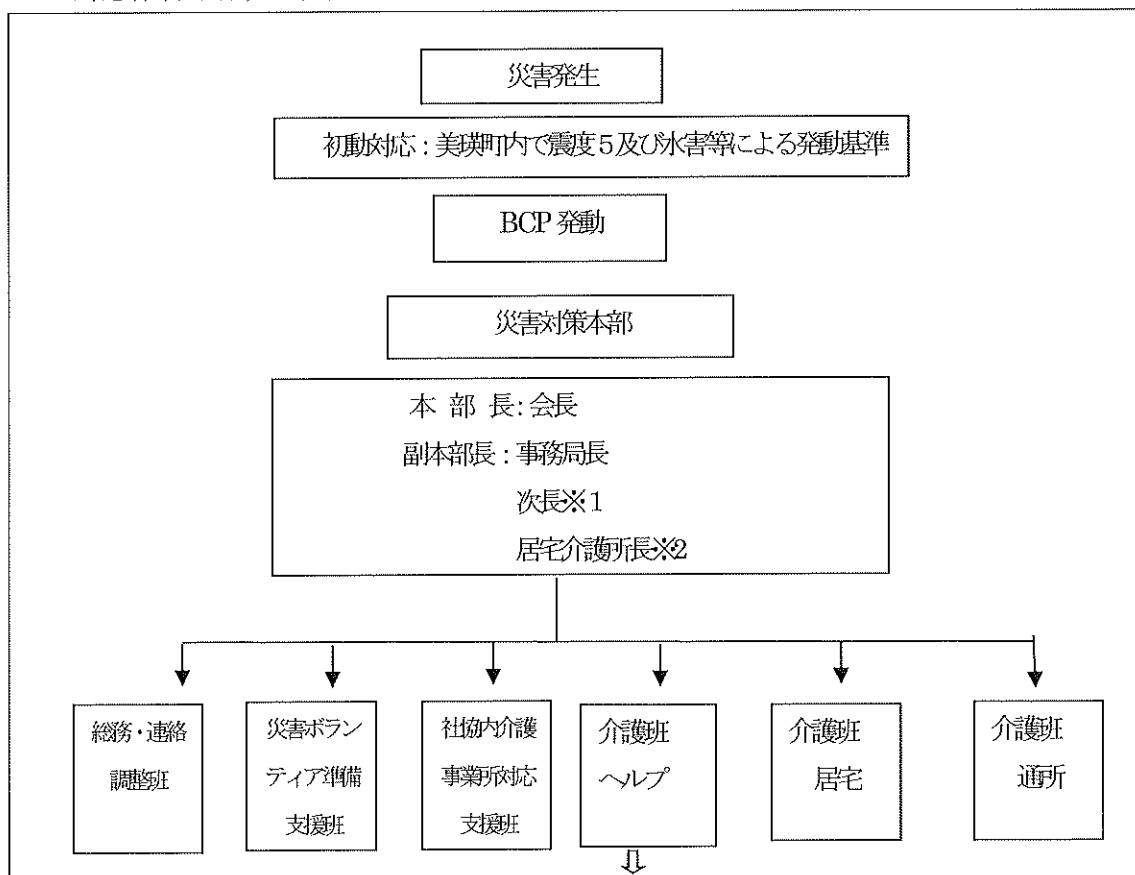 災害発生
初動対応：美瑛町内で震度５及び水害等による発動基準
BCP 発動
災害対策本部
本 部 長：会長
副本部長：事務局長
次長※１
居宅介護所長※2
総務・連絡
調整班
災害ボラン
ティア準備
支援班
社協内介護
事業所対応
支援班
介護班
ヘルプ
介護班
居宅
介護班
通所